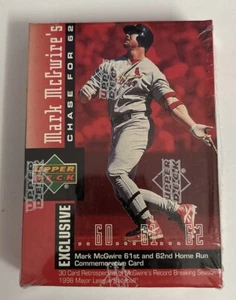 Mark McGwire's
CHASE FOR 62
UPPER
DECK
EXCLUSIVE
60 61 62
Mark McGwire 61st and 62nd Home Run
Commemorative Card
30 Card Retrospective of McGwire's Record Breaking Season
1998 Major League Baseball